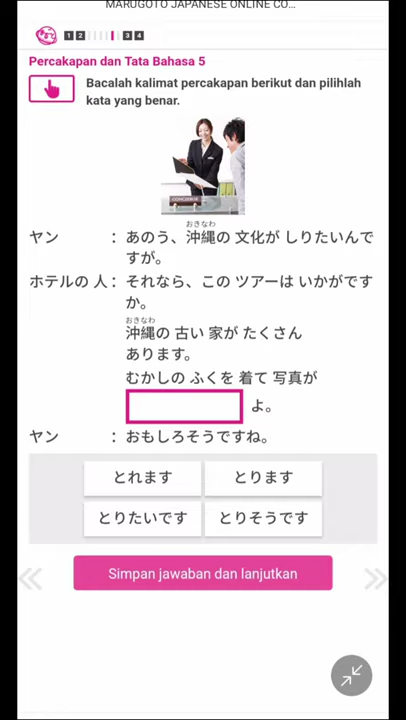 MARUGOTO JAPANESE ONLINE CO...
1 2 3 4
Percakapan dan Tata Bahasa 5
Bacalah kalimat percakapan berikut dan pilihlah
kata yang benar.
CONCIERGE
おきなわ
ヤン : あのう、沖縄の 文化が しりたいんで
すが。
ホテルの 人 : それなら、この ツアーは いかがです
か。
おきなわ
沖縄の 古い 家が たくさん
あります。
むかしの ふくを 着て 写真が
よ。
ヤン : おもしろそうですね。
とれます とります
とりたいです とりそうです
Simpan jawaban dan lanjutkan